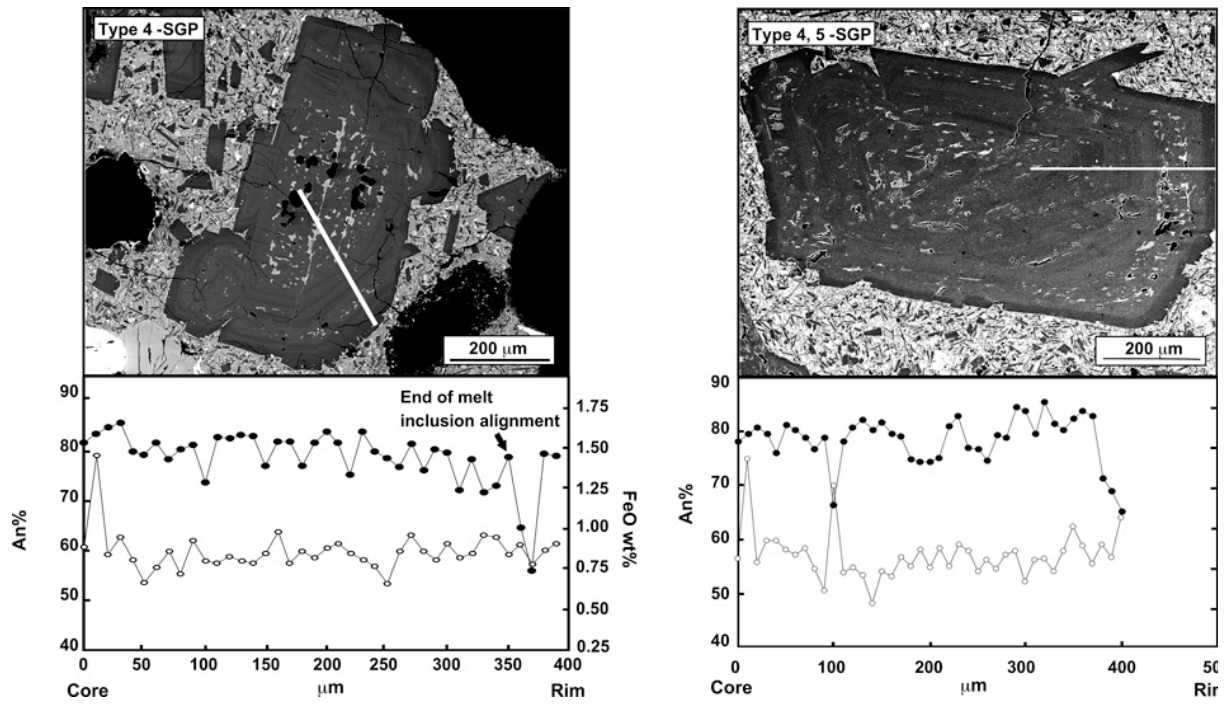 Type 4 -SGP
200 μm
90
80
70
60
50
40
An%
End of melt
inclusion alignment
1.75
1.50
1.25
1.00
0.75
0.50
0.25
FeO wt%
0
50
100
150
200
250
300
350
400
Core
μm
Rim
Type 4, 5 -SGP
200 μm
90
80
70
60
50
40
An%
0
100
200
300
400
50
Core
μm
Rim